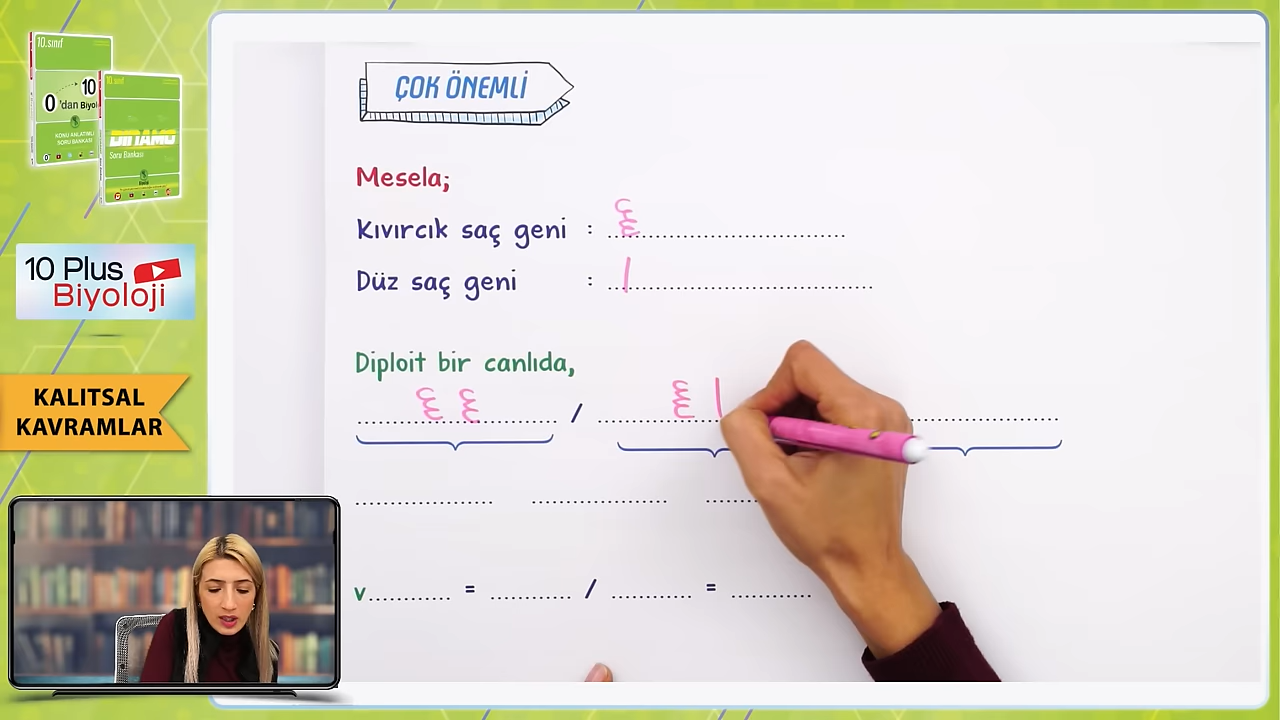 10.sınıf
0 'dan 10
Biyol
KONU ANLATIMLI
SORU BANKASI
10.sınıf
DİNAMO
Soru Bankası
10 Plus
Biyoloji
KALITSAL
KAVRAMLAR
ÇOK ÖNEMLİ
Mesela;
Kıvırcık saç geni : ....................
Düz saç geni : ....................
Diploit bir canlıda,
.................... / ....................
.................... .................... ..........
v............ = ............ / ............ = ............